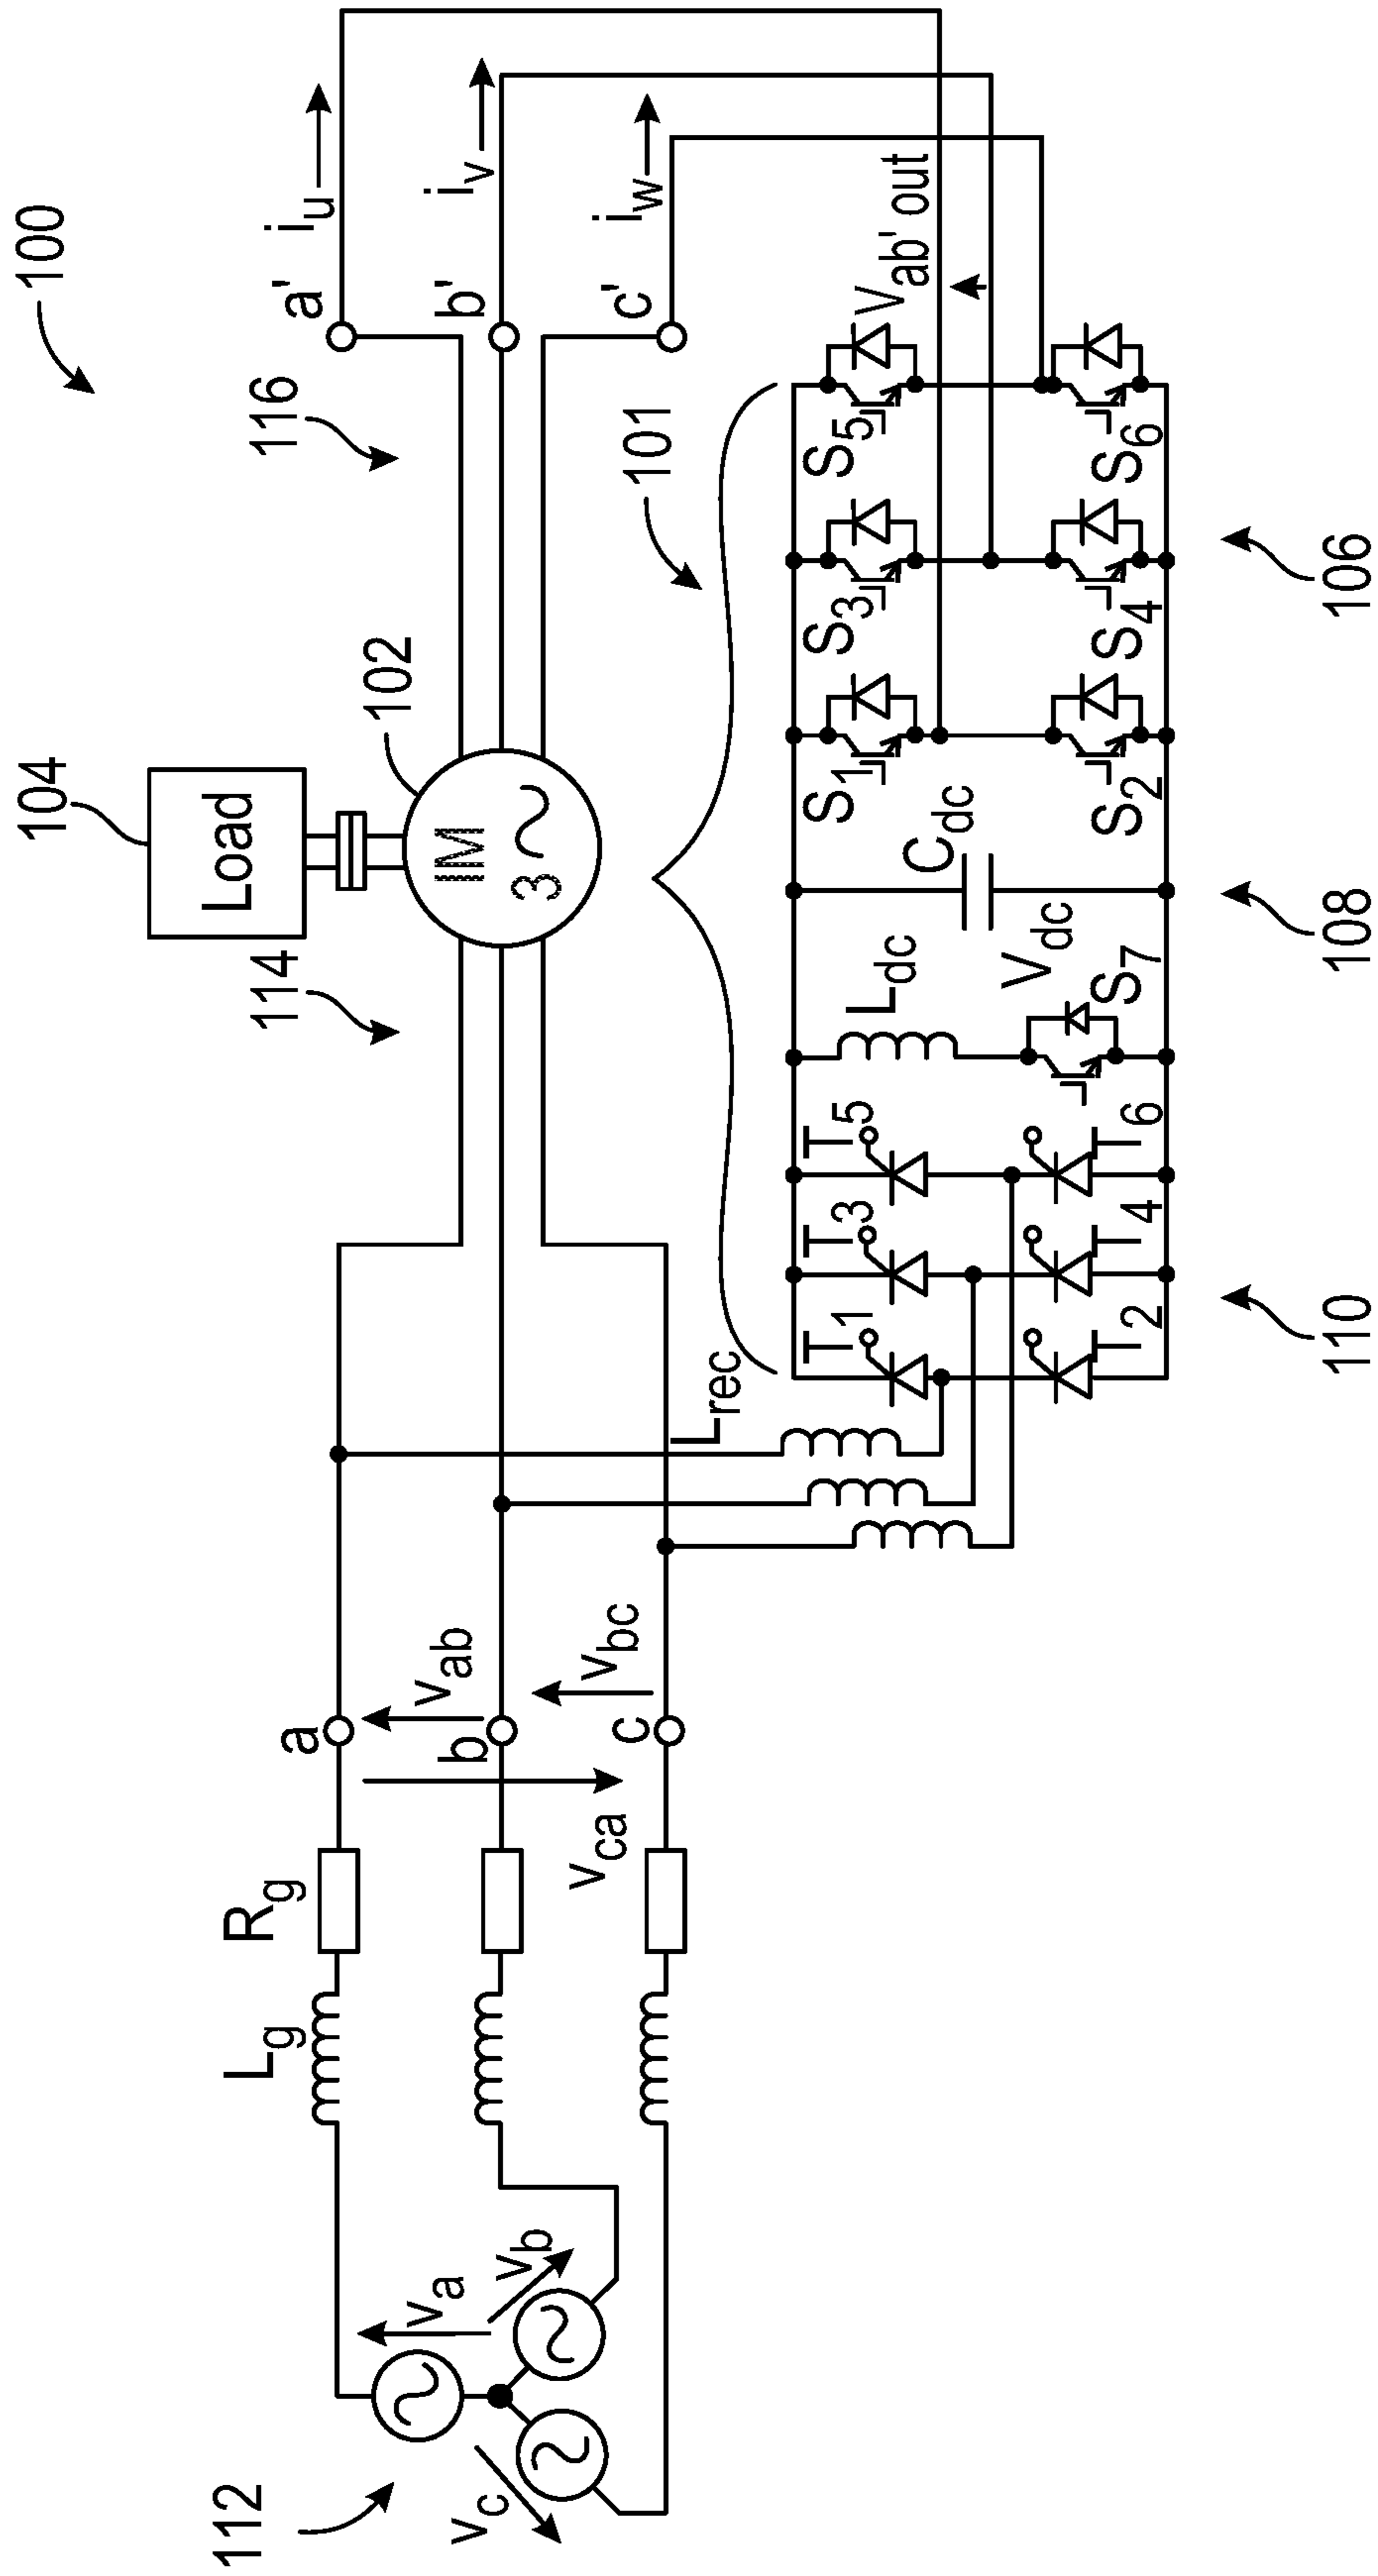 100
104
Load
102
IM
3
114
116
a'
b'
c'
i_u
i_v
i_w
112
v_a
v_b
v_c
L_g
R_g
a
b
c
v_ab
v_bc
v_ca
L_rec
101
T_1
T_3
T_5
T_2
T_4
T_6
L_dc
S_7
V_dc
C_dc
S_1
S_3
S_5
S_2
S_4
S_6
V_ab' out
110
108
106